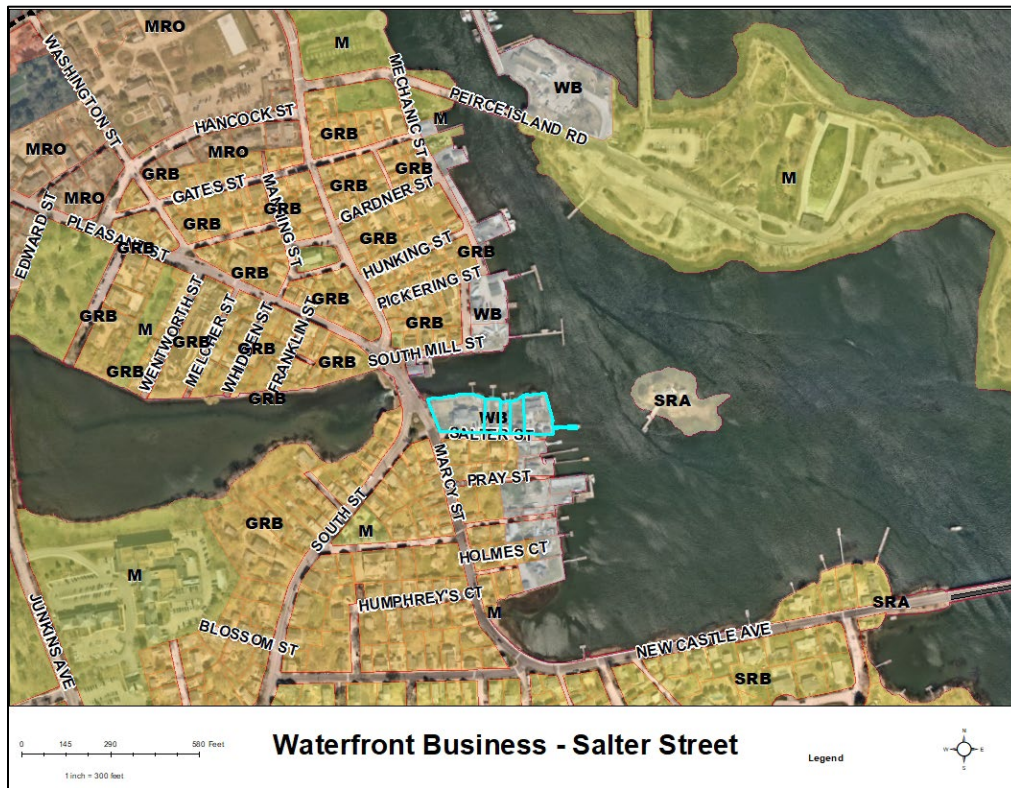 MRO
WASHINGTON ST
M
MECHANIC ST
WB
PEIRCE ISLAND RD
HANCOCK ST
GRB
M
MRO
MRO
GRB
GATES ST
GRB
MRO
MANNING ST
GRB
GRB
GARDNER ST
M
EDWARD ST
PLEASANT ST
GRB
GRB
GRB
HUNKING ST
GRB
GRB
PICKERING ST
GRB
GRB
WENTWORTH ST
M
GRB
MELCHER ST
WHIDDEN ST
GRB
FRANKLIN ST
GRB
GRB
WB
SOUTH MILL ST
GRB
GRB
SRA
WB
SALTER ST
MARCY ST
PRAY ST
GRB
SOUTH ST
M
HOLMES CT
M
HUMPHREY'S CT
M
SRA
JUNKINS AVE
BLOSSOM ST
NEW CASTLE AVE
SRB
0 145 290 580 Feet
1 inch = 300 feet
Waterfront Business - Salter Street
Legend
N
W E
S